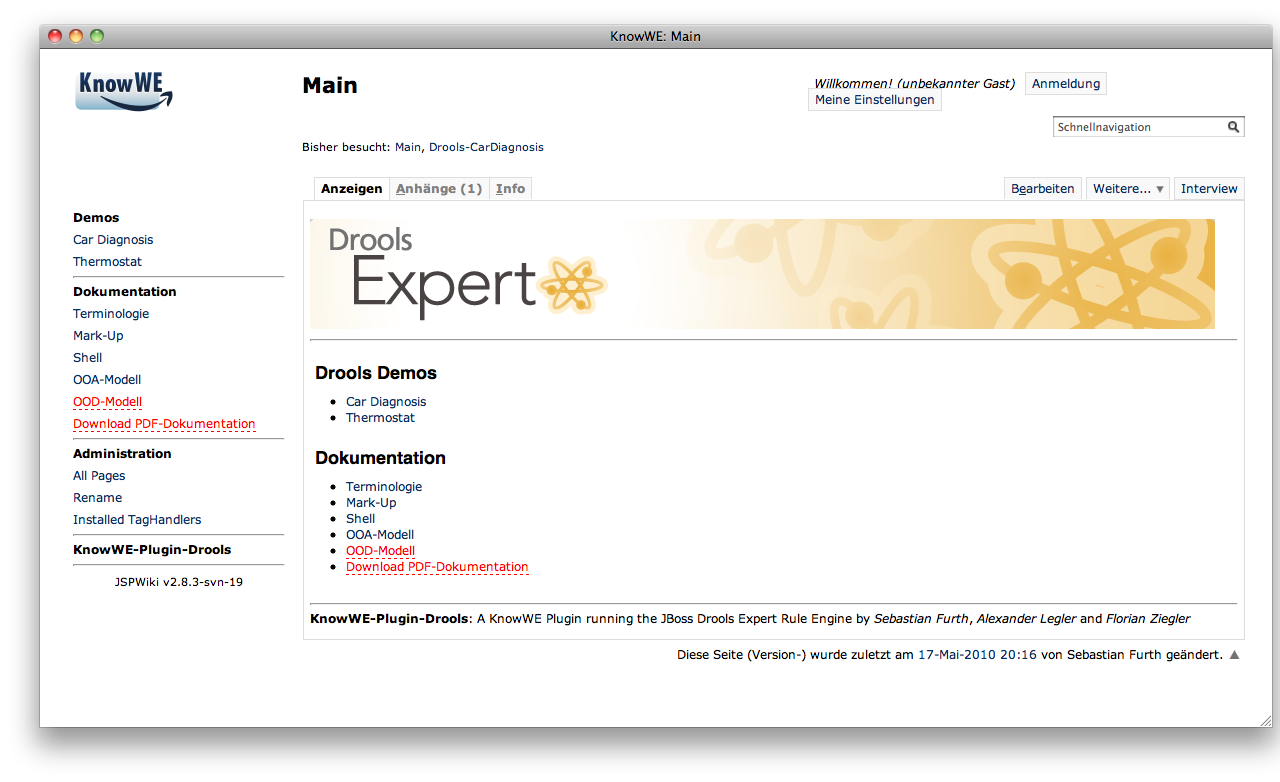 KnowWE: Main
KnowWE
Main
Willkommen! (unbekannter Gast) Anmeldung
Meine Einstellungen
Schnellnavigation
Bisher besucht: Main, Drools-CarDiagnosis
Anzeigen Anhänge (1) Info Bearbeiten Weitere... ▼ Interview
Demos
Car Diagnosis
Thermostat
Dokumentation
Terminologie
Mark-Up
Shell
OOA-Modell
OOD-Modell
Download PDF-Dokumentation
Administration
All Pages
Rename
Installed TagHandlers
KnowWE-Plugin-Drools
JSPWiki v2.8.3-svn-19
Drools
Expert
Drools Demos
• Car Diagnosis
• Thermostat
Dokumentation
• Terminologie
• Mark-Up
• Shell
• OOA-Modell
• OOD-Modell
• Download PDF-Dokumentation
KnowWE-Plugin-Drools: A KnowWE Plugin running the JBoss Drools Expert Rule Engine by Sebastian Furth, Alexander Legler and Florian Ziegler
Diese Seite (Version-) wurde zuletzt am 17-Mai-2010 20:16 von Sebastian Furth geändert. ▲